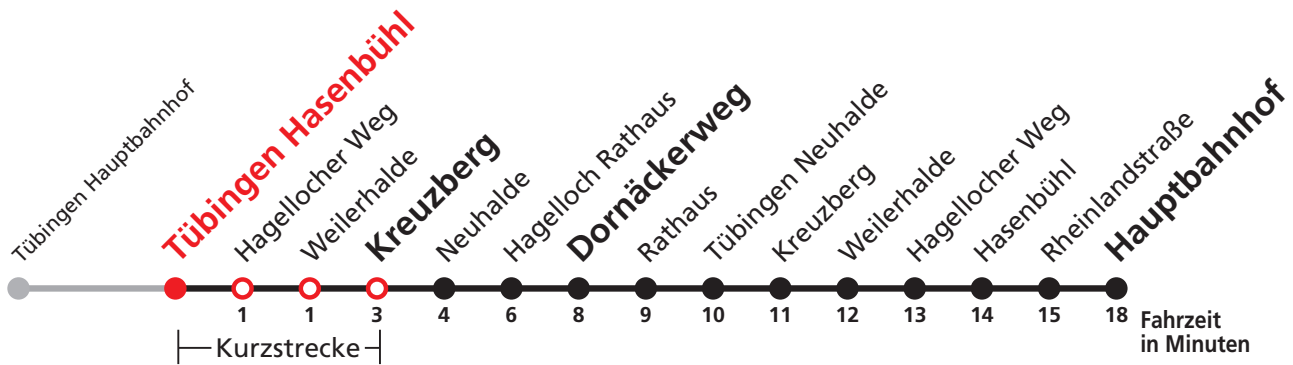 Tübingen Hauptbahnhof
Tübingen Hasenbühl
Hagellocher Weg
Weilerhalde
Kreuzberg
Neuhalde
Hagelloch Rathaus
Dornäckerweg
Rathaus
Tübingen Neuhalde
Kreuzberg
Weilerhalde
Hagellocher Weg
Hasenbühl
Rheinlandstraße
Hauptbahnhof
1 1 3 4 6 8 9 10 11 12 13 14 15 18 Fahrzeit
in Minuten
Kurzstrecke